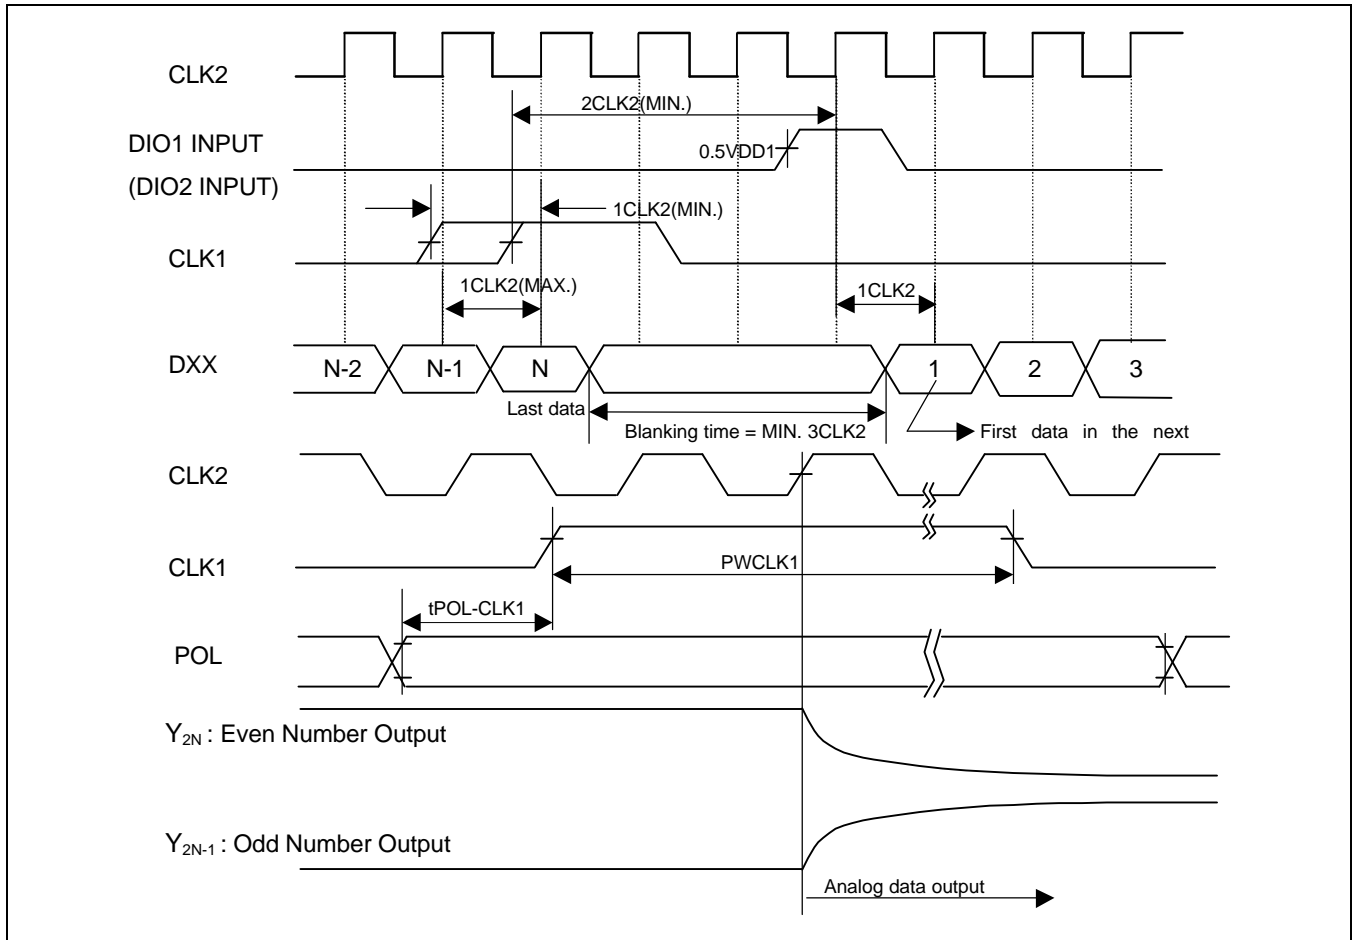 CLK2
2CLK2(MIN.)
DIO1 INPUT
0.5VDD1
(DIO2 INPUT)
1CLK2(MIN.)
CLK1
1CLK2(MAX.)
1CLK2
DXX
N-2
N-1
N
1
2
3
Last data
Blanking time = MIN. 3CLK2
First data in the next
CLK2
CLK1
PWCLK1
tPOL-CLK1
POL
Y2N : Even Number Output
Y2N-1 : Odd Number Output
Analog data output